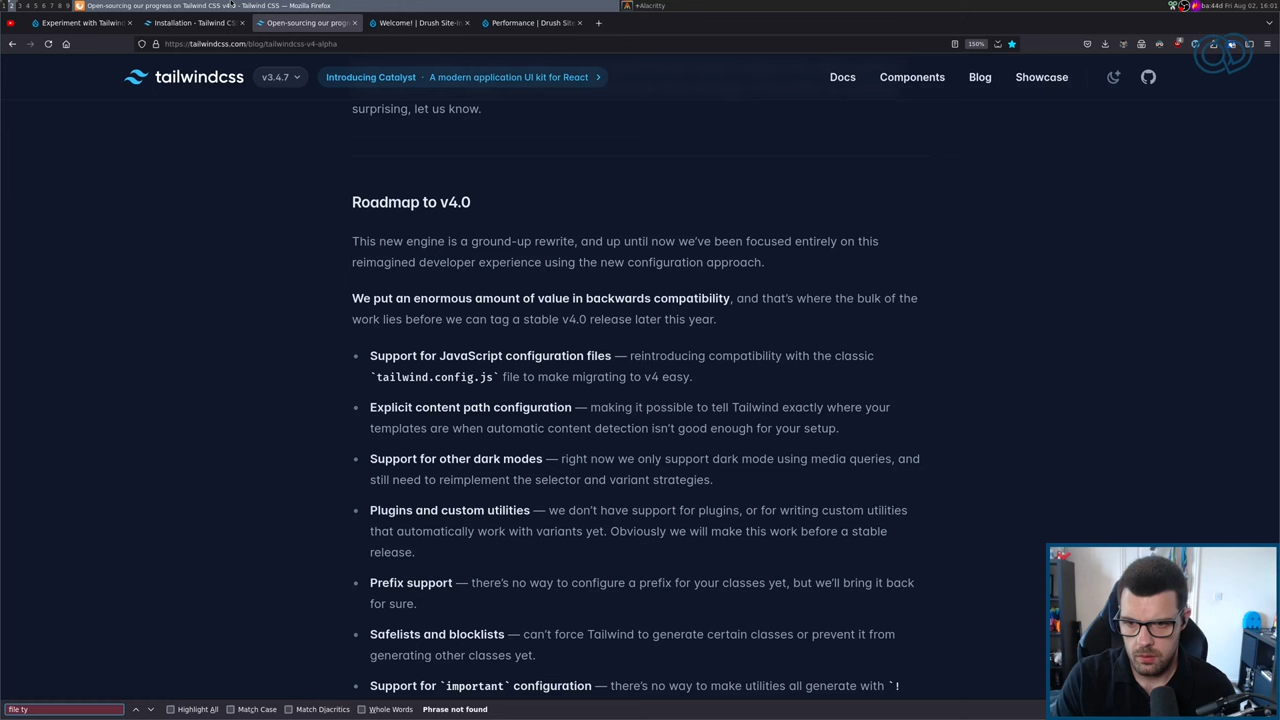 1 2 3 4 5 6 7 8 9
Open-sourcing our progress on Tailwind CSS v4.0 - Tailwind CSS — Mozilla Firefox
+Alacritty
Fri Aug 02, 16:01
Experiment with Tailwind
Installation - Tailwind CSS
Open-sourcing our prog
Welcome! | Drush Site-In
Performance | Drush Site
https://tailwindcss.com/blog/tailwindcss-v4-alpha
150%
tailwindcss
v3.4.7
Introducing Catalyst
A modern application UI kit for React
Docs
Components
Blog
Showcase
surprising, let us know.
Roadmap to v4.0
This new engine is a ground-up rewrite, and up until now we've been focused entirely on this
reimagined developer experience using the new configuration approach.
We put an enormous amount of value in backwards compatibility, and that's where the bulk of the
work lies before we can tag a stable v4.0 release later this year.
• Support for JavaScript configuration files — reintroducing compatibility with the classic
`tailwind.config.js` file to make migrating to v4 easy.
• Explicit content path configuration — making it possible to tell Tailwind exactly where your
templates are when automatic content detection isn't good enough for your setup.
• Support for other dark modes — right now we only support dark mode using media queries, and
still need to reimplement the selector and variant strategies.
• Plugins and custom utilities — we don't have support for plugins, or for writing custom utilities
that automatically work with variants yet. Obviously we will make this work before a stable
release.
• Prefix support — there's no way to configure a prefix for your classes yet, but we'll bring it back
for sure.
• Safelists and blocklists — can't force Tailwind to generate certain classes or prevent it from
generating other classes yet.
• Support for `important` configuration — there's no way to make utilities all generate with `!
file ty
Highlight All
Match Case
Match Diacritics
Whole Words
Phrase not found